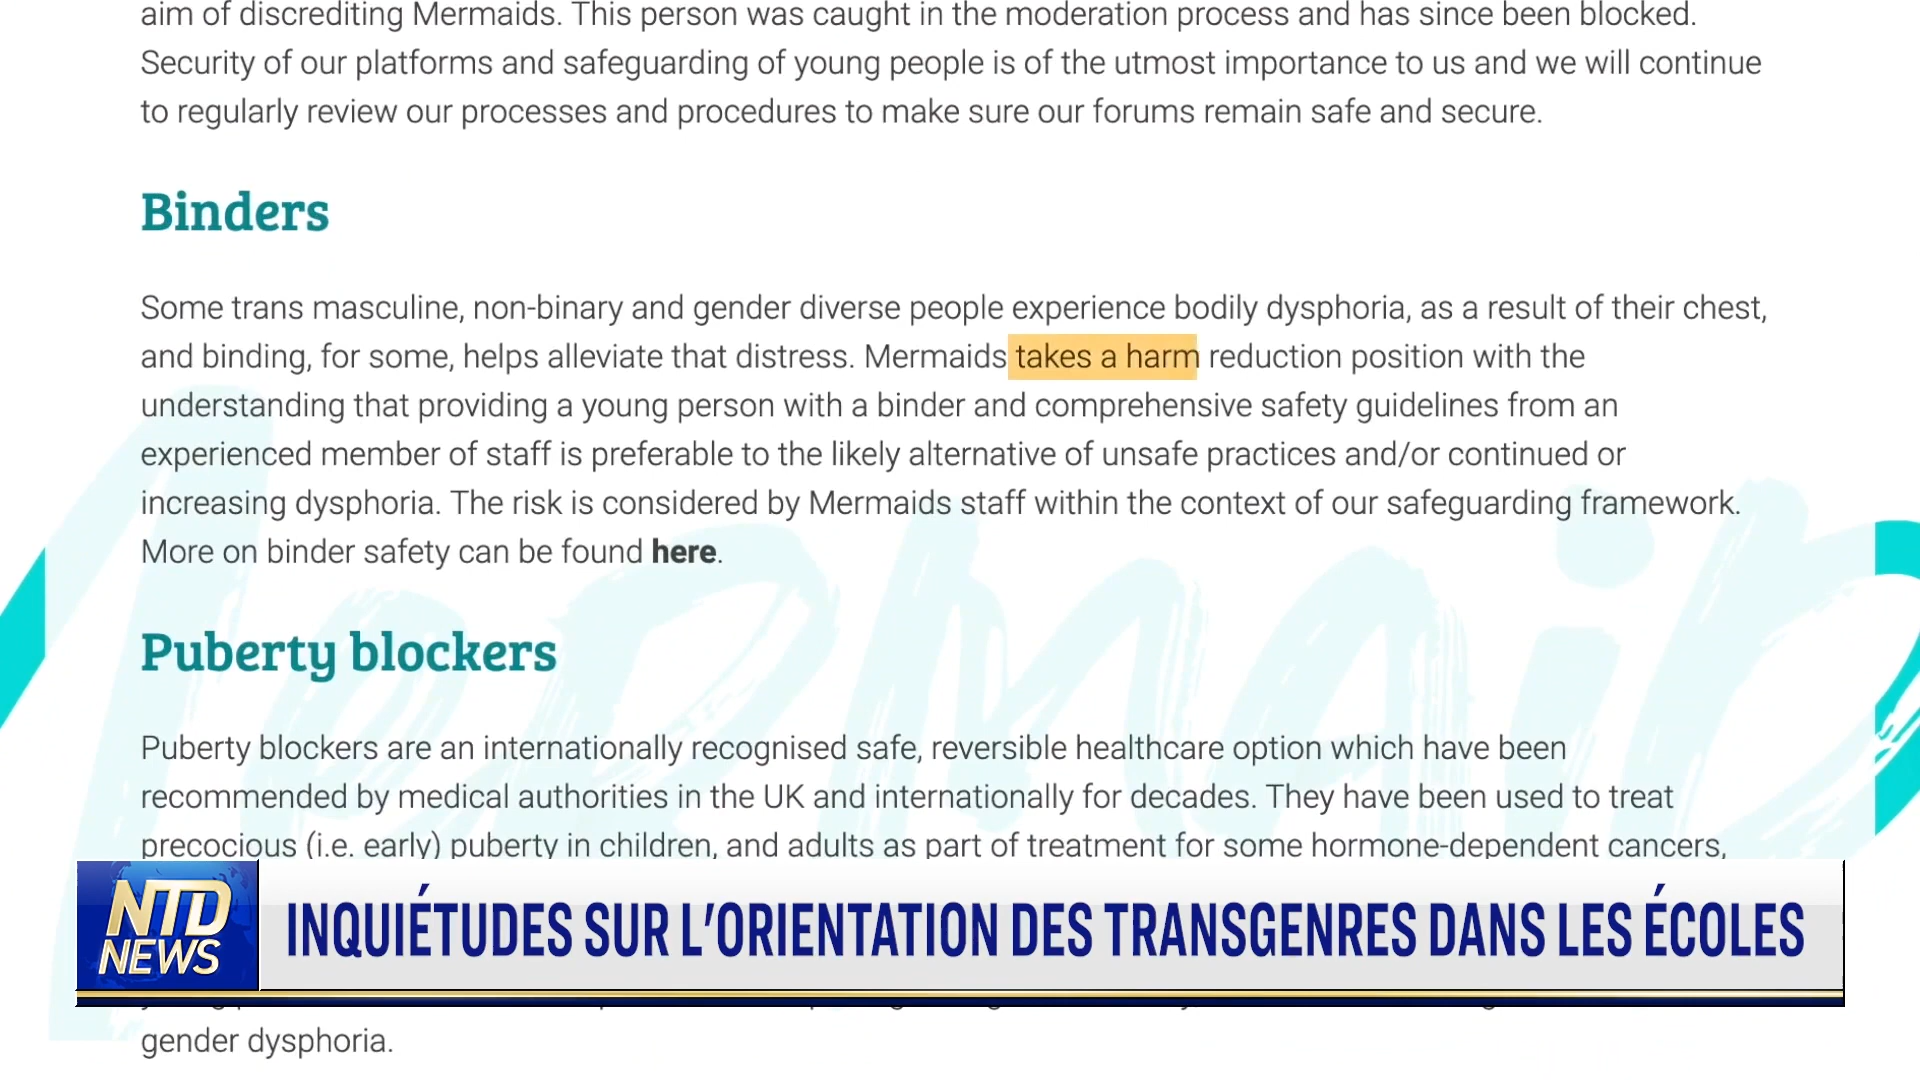 aim of discrediting Mermaids. This person was caught in the moderation process and has since been blocked.
Security of our platforms and safeguarding of young people is of the utmost importance to us and we will continue
to regularly review our processes and procedures to make sure our forums remain safe and secure.
Binders
Some trans masculine, non-binary and gender diverse people experience bodily dysphoria, as a result of their chest,
and binding, for some, helps alleviate that distress. Mermaids takes a harm reduction position with the
understanding that providing a young person with a binder and comprehensive safety guidelines from an
experienced member of staff is preferable to the likely alternative of unsafe practices and/or continued or
increasing dysphoria. The risk is considered by Mermaids staff within the context of our safeguarding framework.
More on binder safety can be found here.
Puberty blockers
Puberty blockers are an internationally recognised safe, reversible healthcare option which have been
recommended by medical authorities in the UK and internationally for decades. They have been used to treat
precocious (i.e. early) puberty in children, and adults as part of treatment for some hormone-dependent cancers,
NTD
NEWS
INQUIÉTUDES SUR L'ORIENTATION DES TRANSGENRES DANS LES ÉCOLES
gender dysphoria.
Mermaid